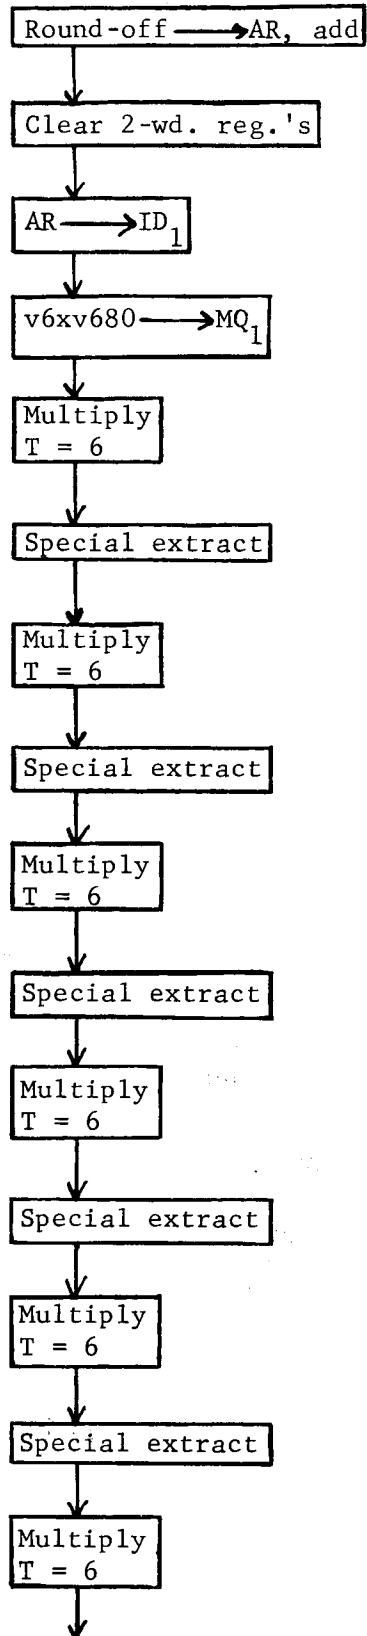 Round-off→AR, add
Clear 2-wd. reg.'s
AR→ID1
v6xv680→MQ1
Multiply
T = 6
Special extract
Multiply
T = 6
Special extract
Multiply
T = 6
Special extract
Multiply
T = 6
Special extract
Multiply
T = 6
Special extract
Multiply
T = 6